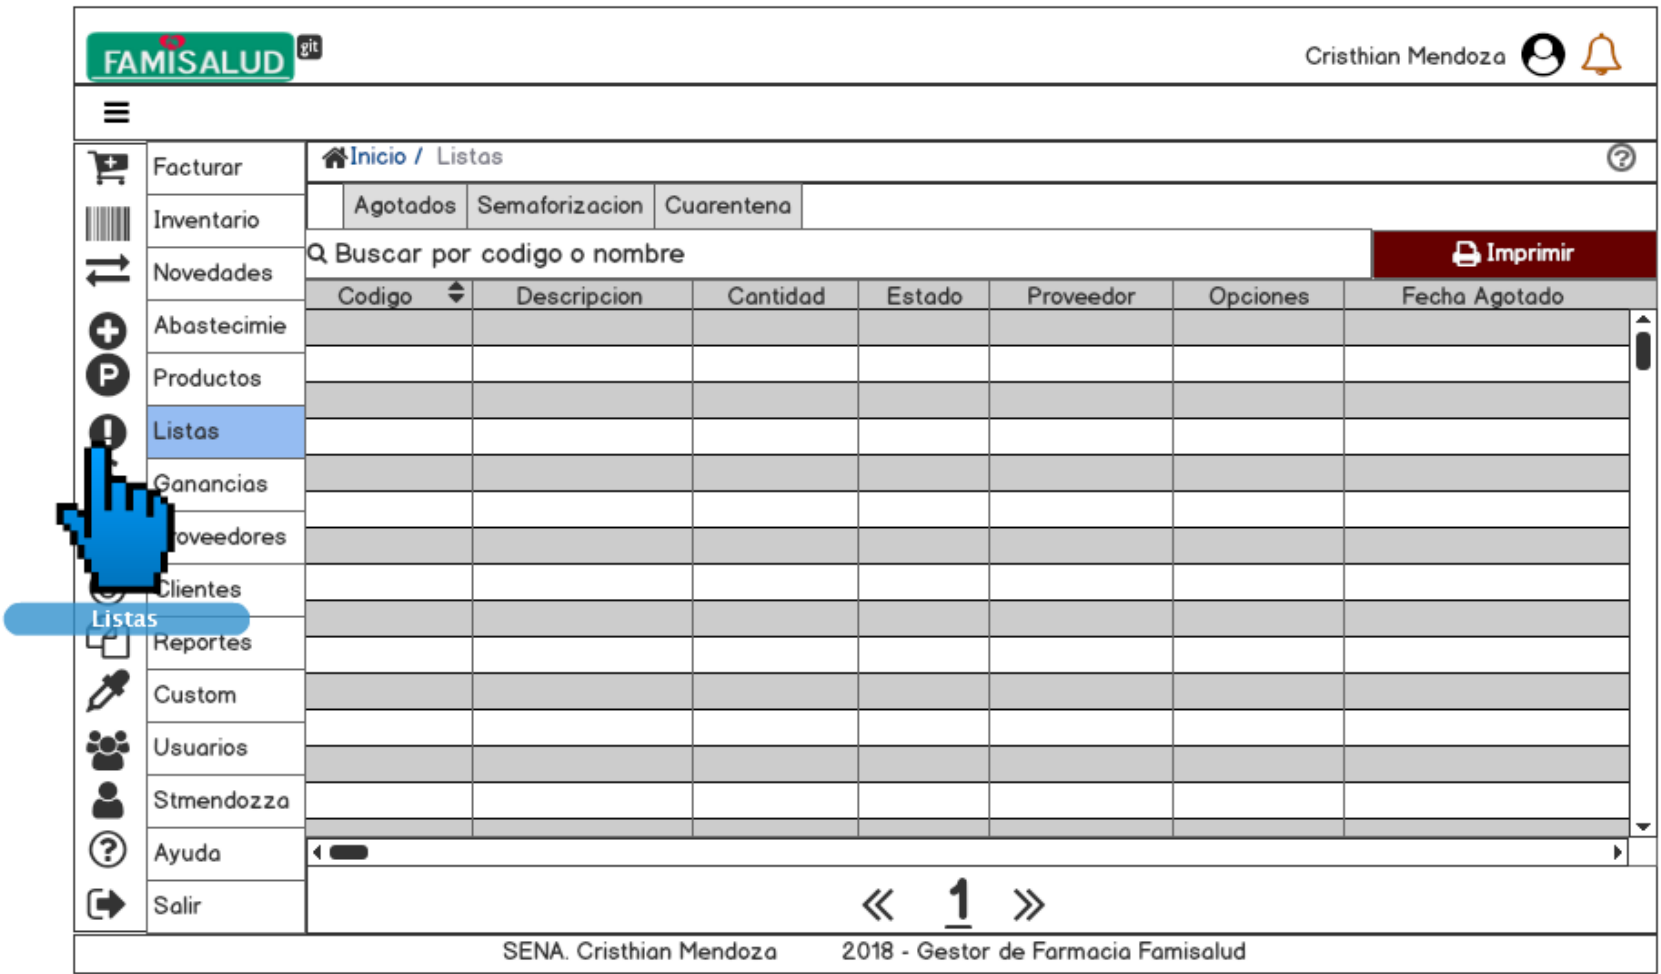 FAMISALUD git
Cristhian Mendoza
Facturar
Inventario
Novedades
Abastecimie
Productos
Listas
Ganancias
oveedores
Clientes
Listas
Reportes
Custom
Usuarios
Stmendozza
Ayuda
Salir
Inicio / Listas
Agotados Semaforizacion Cuarentena
Buscar por codigo o nombre Imprimir
Codigo Descripcion Cantidad Estado Proveedor Opciones Fecha Agotado
« 1 »
SENA. Cristhian Mendoza 2018 - Gestor de Farmacia Famisalud